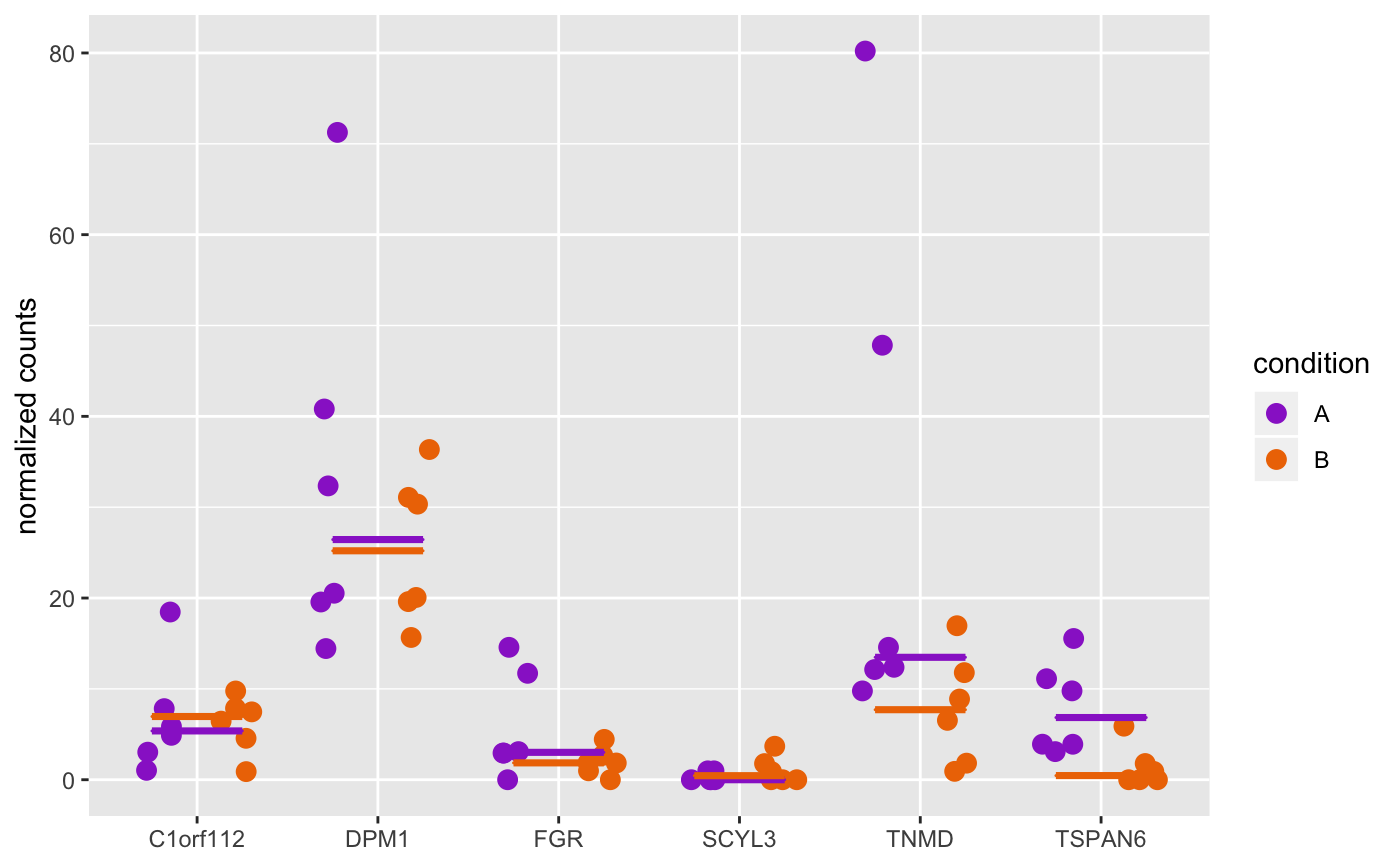 80
60
40
20
0
normalized counts
C1orf112 DPM1 FGR SCYL3 TNMD TSPAN6
condition
A
B